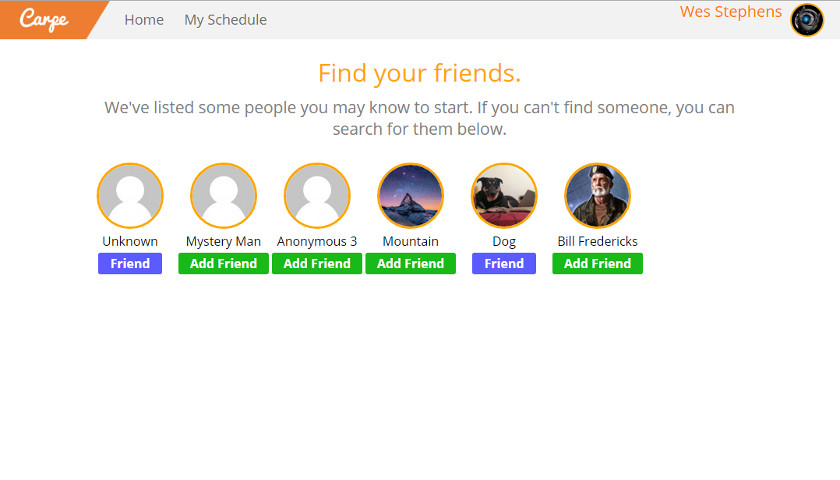 Carpe Home My Schedule Wes Stephens
Find your friends.
We've listed some people you may know to start. If you can't find someone, you can
search for them below.
Unknown Mystery Man Anonymous 3 Mountain Dog Bill Fredericks
Friend Add Friend Add Friend Add Friend Friend Add Friend